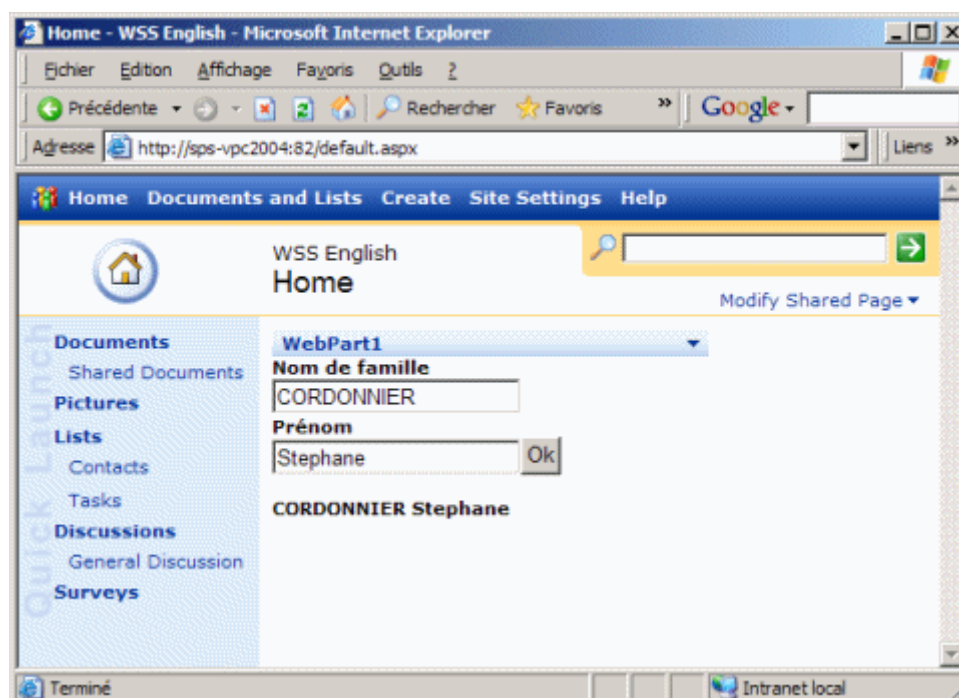 Home - WSS English - Microsoft Internet Explorer
Fichier Edition Affichage Favoris Outils ?
Précédente Rechercher Favoris » Google
Adresse http://sps-vpc2004:82/default.aspx Liens »
Home Documents and Lists Create Site Settings Help
WSS English
Home
Modify Shared Page
Quick Launch
Documents
Shared Documents
Pictures
Lists
Contacts
Tasks
Discussions
General Discussion
Surveys
WebPart1
Nom de famille
CORDONNIER
Prénom
Stephane Ok
CORDONNIER Stephane
Terminé Intranet local